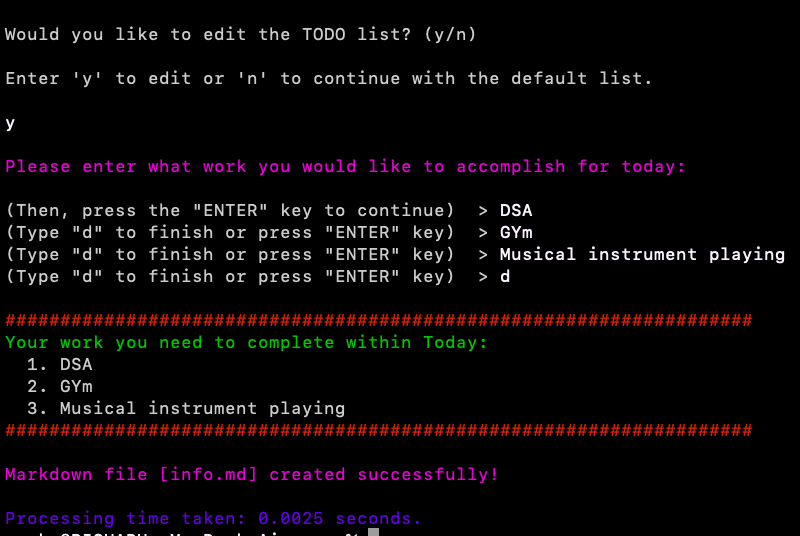 Would you like to edit the TODO list? (y/n)
Enter 'y' to edit or 'n' to continue with the default list.
y
Please enter what work you would like to accomplish for today:
(Then, press the "ENTER" key to continue)  > DSA
(Type "d" to finish or press "ENTER" key)  > GYm
(Type "d" to finish or press "ENTER" key)  > Musical instrument playing
(Type "d" to finish or press "ENTER" key)  > d
####################################################################
Your work you need to complete within Today:
1. DSA
2. GYm
3. Musical instrument playing
####################################################################
Markdown file [info.md] created successfully!
Processing time taken: 0.0025 seconds.